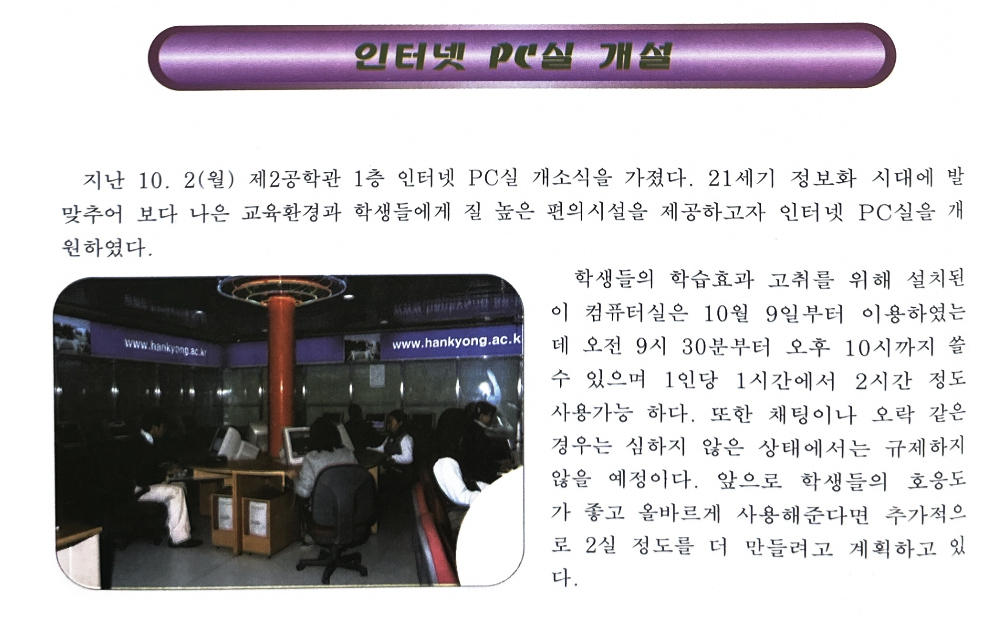 인터넷 PC실 개설
지난 10. 2(월) 제2공학관 1층 인터넷 PC실 개소식을 가졌다. 21세기 정보화 시대에 발
맞추어 보다 나은 교육환경과 학생들에게 질 높은 편의시설을 제공하고자 인터넷 PC실을 개
원하였다.
www.hankyong.ac.kr
www.hankyong.ac.k
학생들의 학습효과 고취를 위해 설치된
이 컴퓨터실은 10월 9일부터 이용하였는
데 오전 9시 30분부터 오후 10시까지 쓸
수 있으며 1인당 1시간에서 2시간 정도
사용가능 하다. 또한 채팅이나 오락 같은
경우는 심하지 않은 상태에서는 규제하지
않을 예정이다. 앞으로 학생들의 호응도
가 좋고 올바르게 사용해준다면 추가적으
로 2실 정도를 더 만들려고 계획하고 있
다.